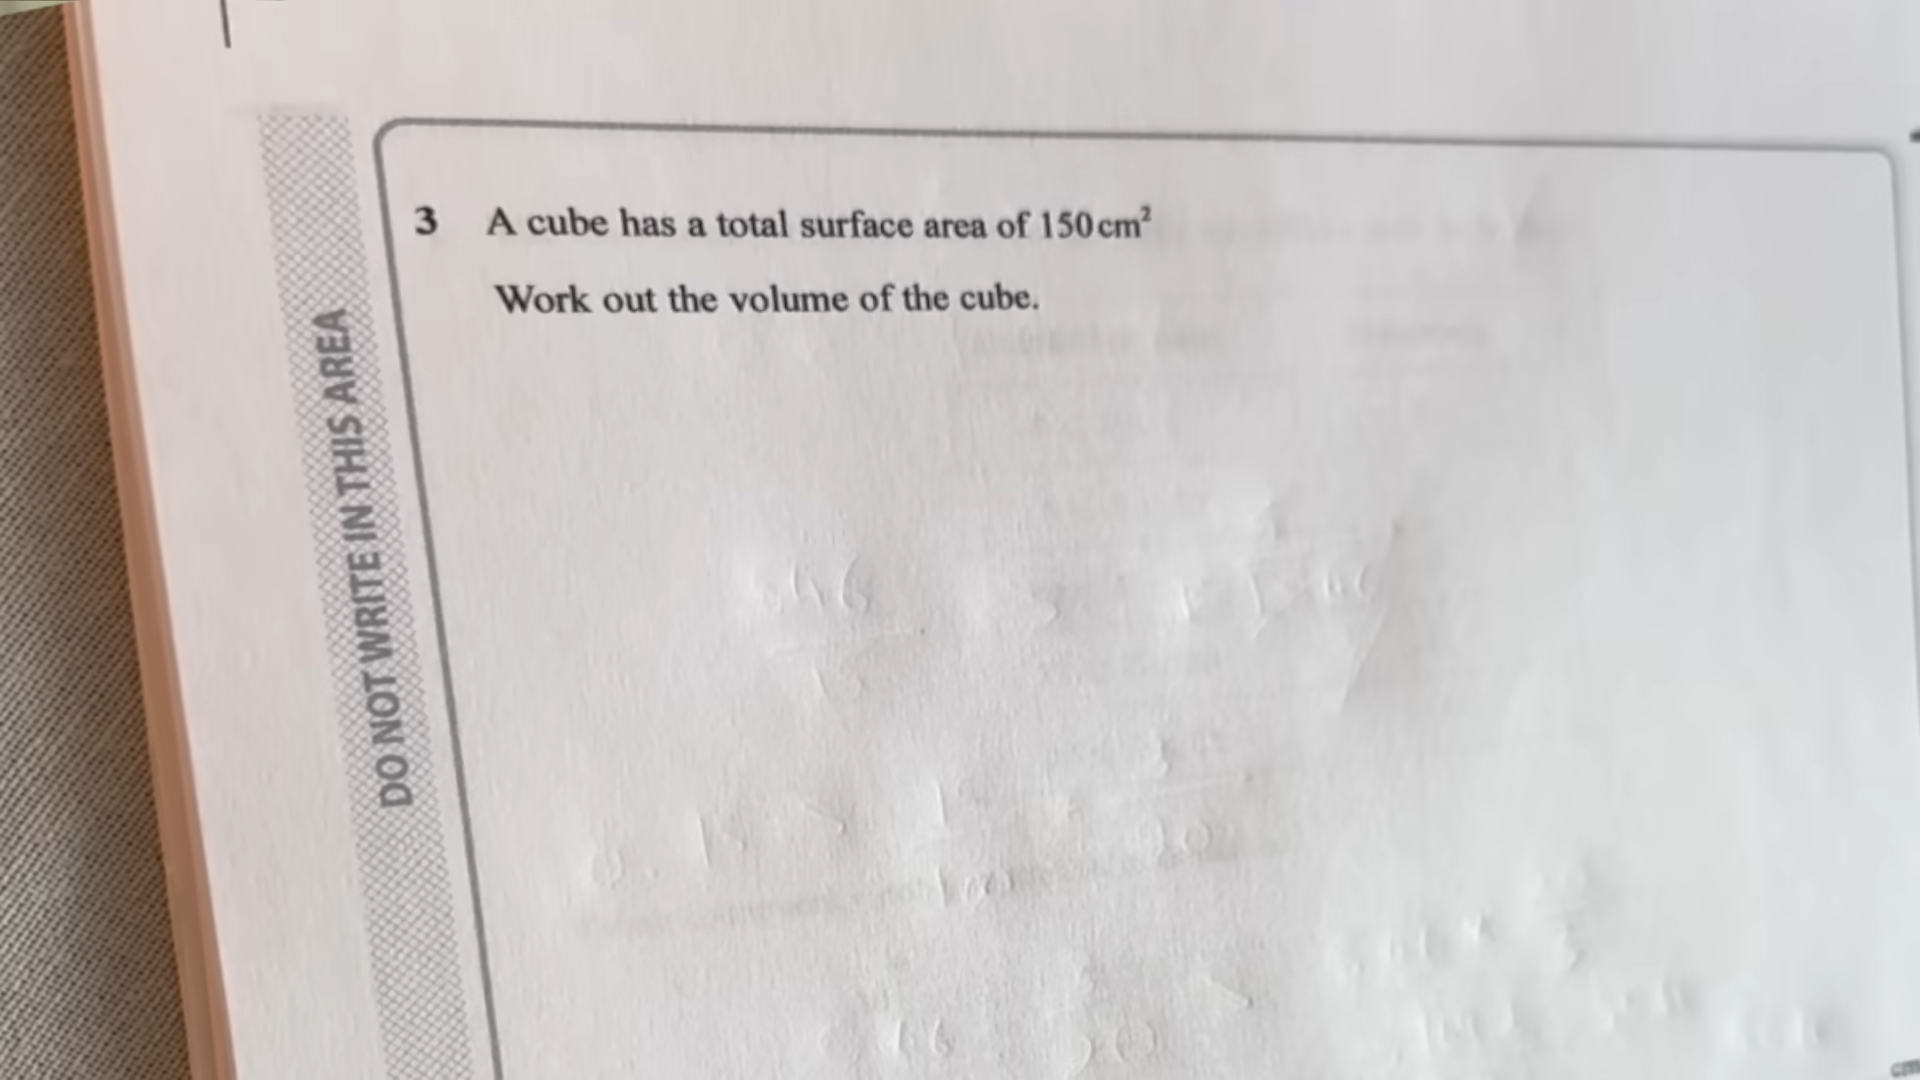 3 A cube has a total surface area of 150 cm²
Work out the volume of the cube.
DO NOT WRITE IN THIS AREA